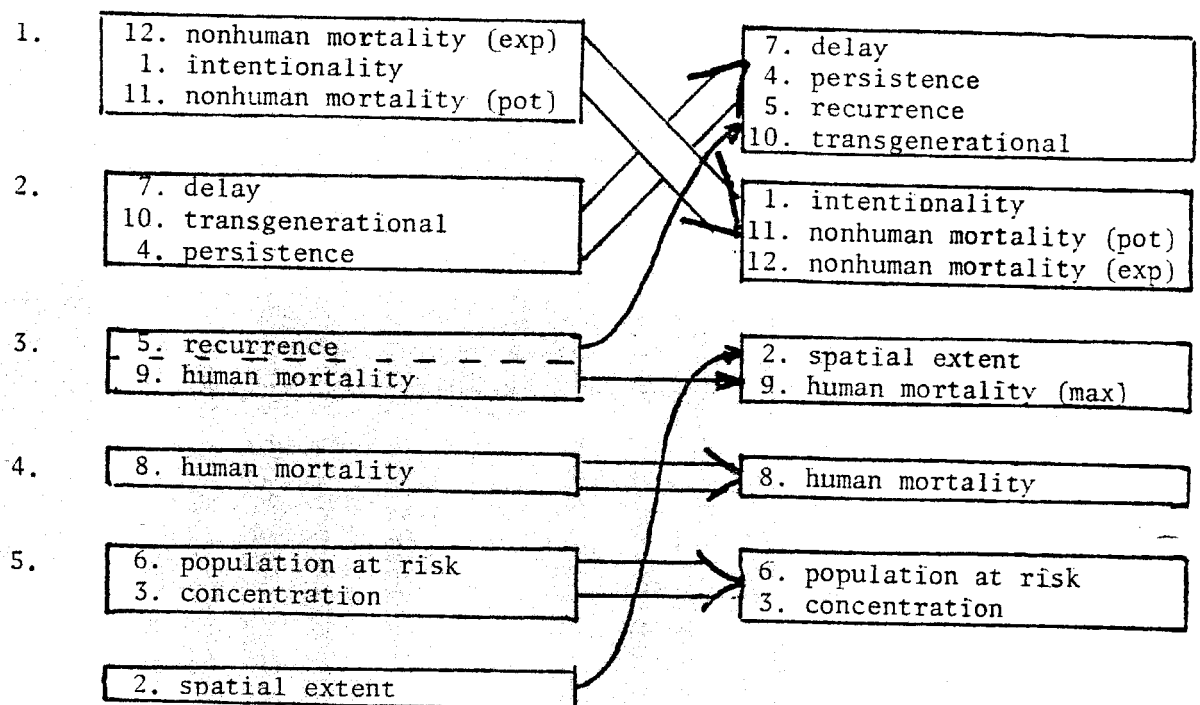 1.
12. nonhuman mortality (exp)
1. intentionality
11. nonhuman mortality (pot)
2.
7. delay
10. transgenerational
4. persistence
3.
5. recurrence
9. human mortality
4.
8. human mortality
5.
6. population at risk
3. concentration
2. spatial extent
7. delay
4. persistence
5. recurrence
10. transgenerational
1. intentionality
11. nonhuman mortality (pot)
12. nonhuman mortality (exp)
2. spatial extent
9. human mortality (max)
8. human mortality
6. population at risk
3. concentration